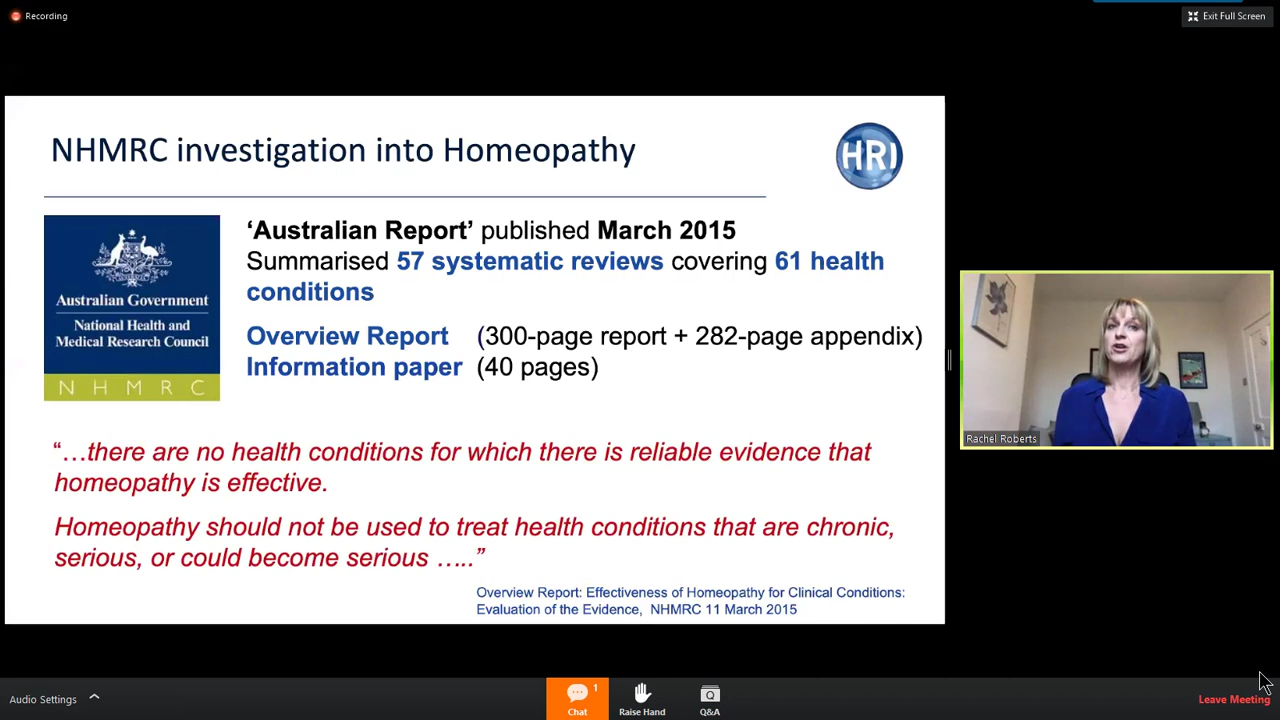 Recording
Exit Full Screen
NHMRC investigation into Homeopathy
HRI
‘Australian Report’ published March 2015
Summarised 57 systematic reviews covering 61 health
conditions
Australian Government
National Health and
Medical Research Council
N H M R C
Overview Report (300-page report + 282-page appendix)
Information paper (40 pages)
“…there are no health conditions for which there is reliable evidence that
homeopathy is effective.
Homeopathy should not be used to treat health conditions that are chronic,
serious, or could become serious …..”
Overview Report: Effectiveness of Homeopathy for Clinical Conditions:
Evaluation of the Evidence, NHMRC 11 March 2015
Rachel Roberts
Audio Settings
1
Chat
Raise Hand
Q
Q&A
Leave Meeting